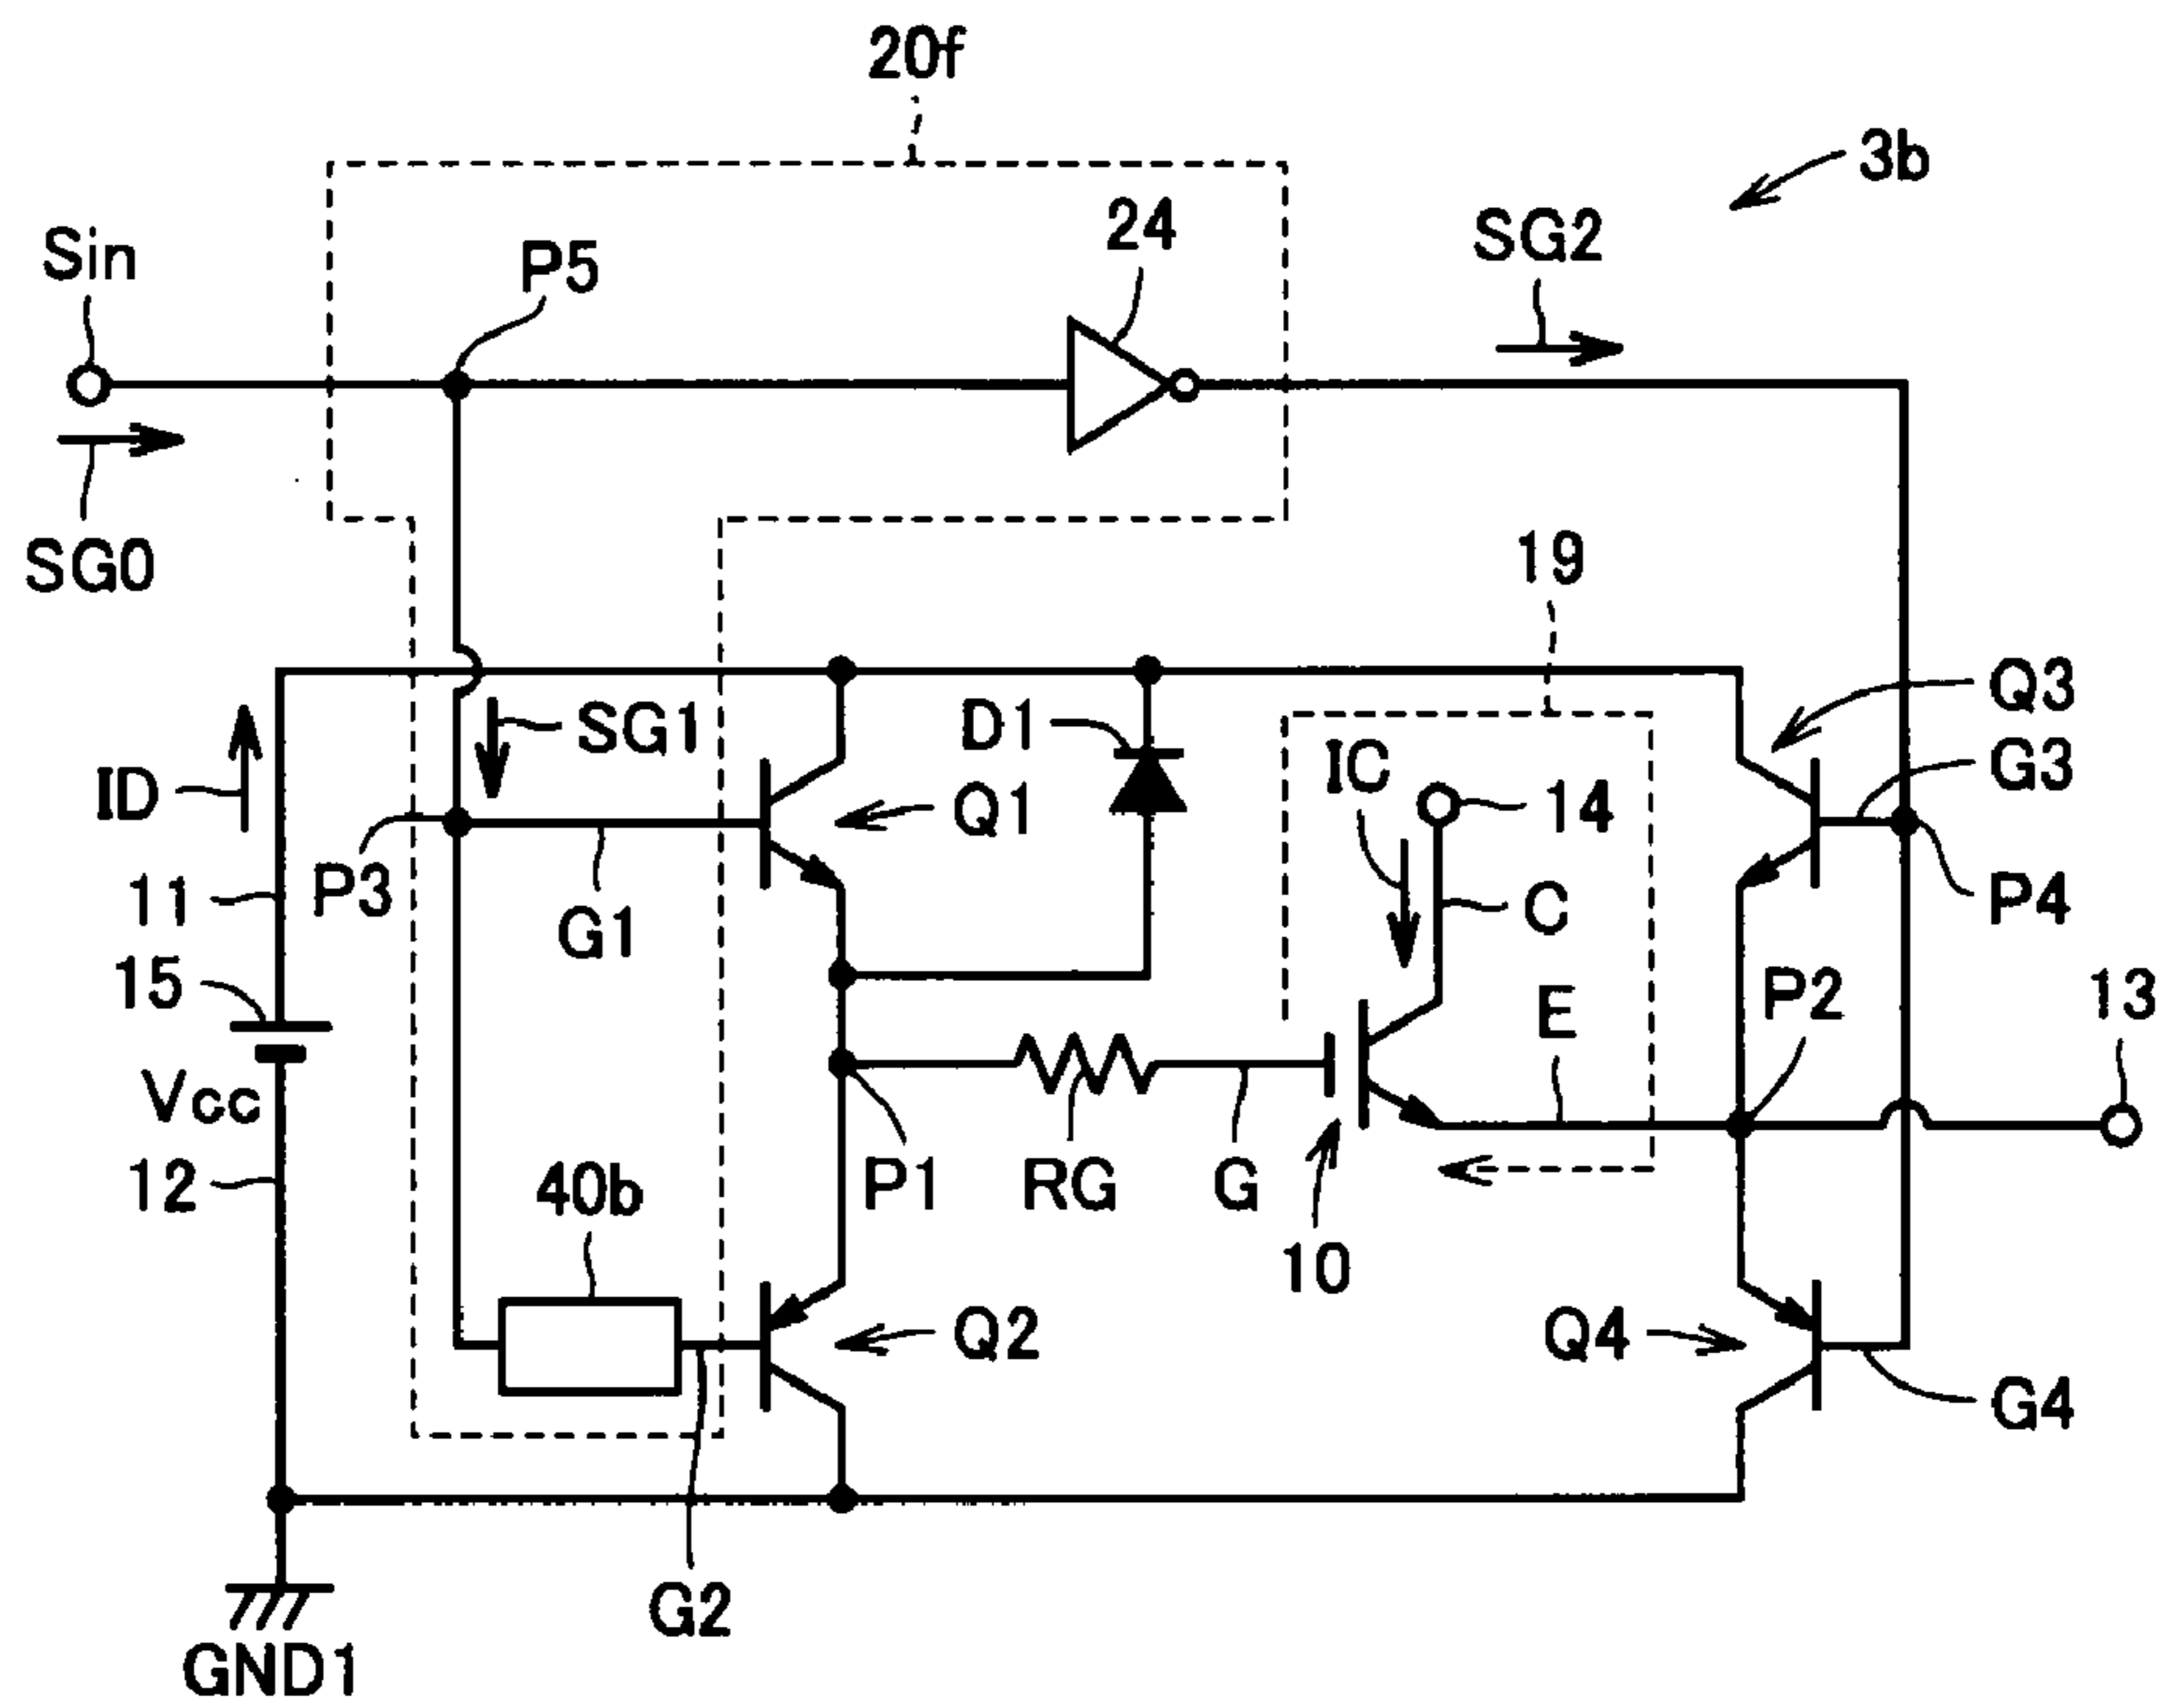 20f
3b
24
SG2
Sin
P5
SG0
19
Q3
SG1
D1
IC
G3
ID
Q1
14
P3
11
G1
C
P4
15
E
P2
13
Vcc
12
40b
P1
RG
G
10
Q2
Q4
G4
G2
GND1